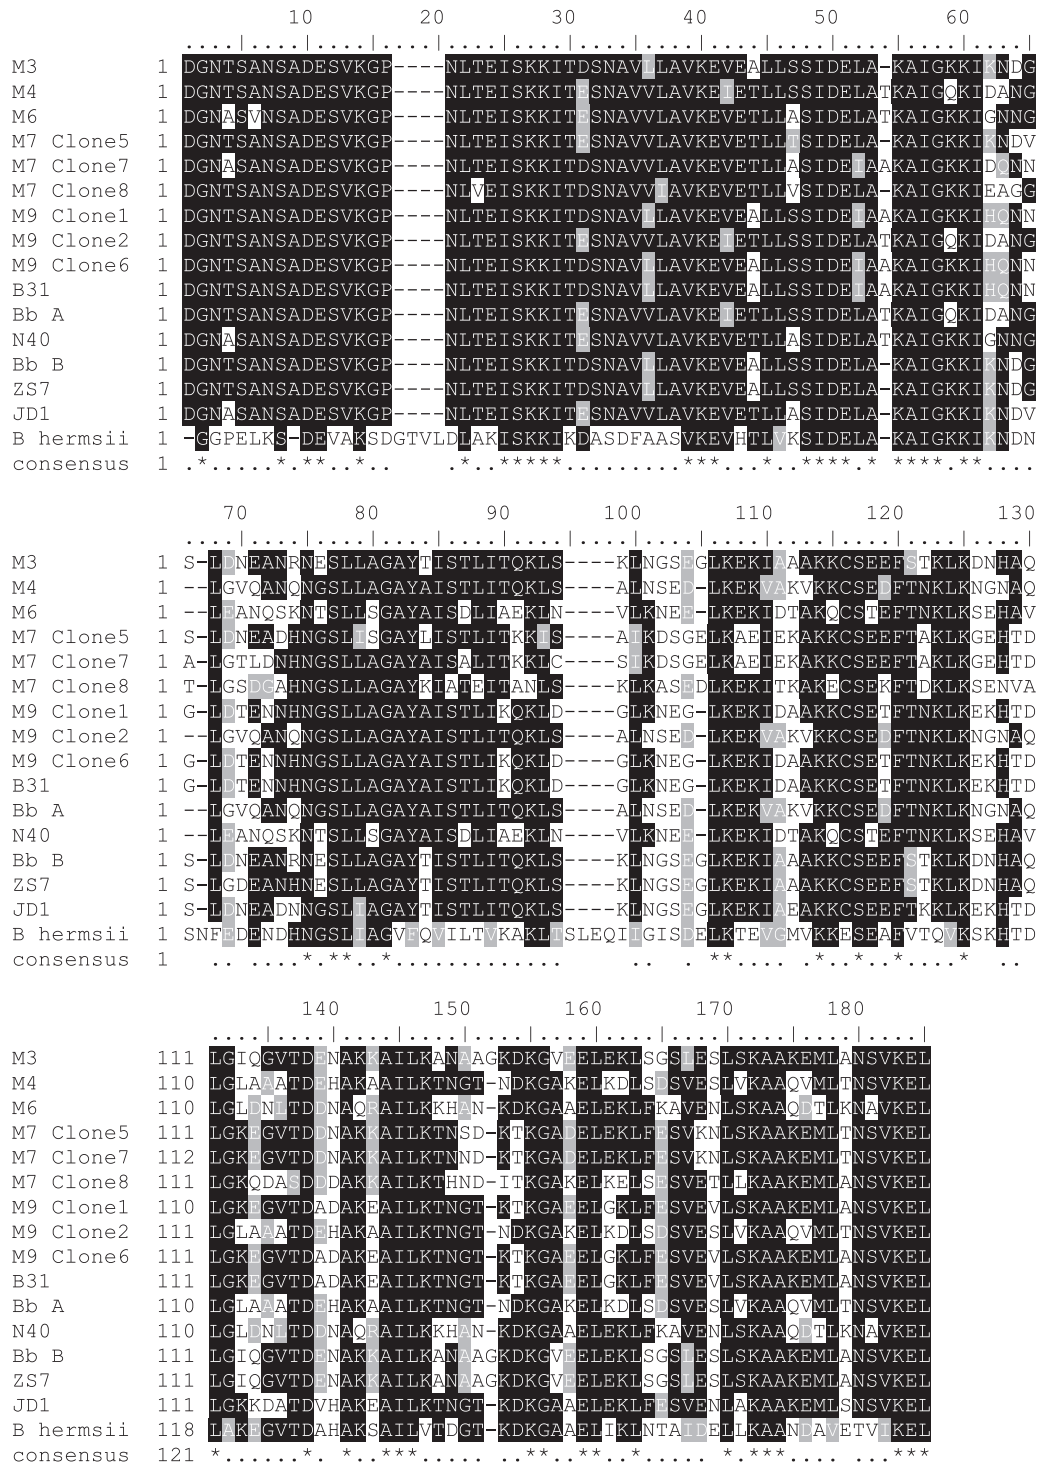 10 20 30 40 50 60
M3 1 DGNTSANSADESVKGP----NLTEISKKITDSNAVLLAVKEVEALLSSIDELA-KAIGKKIKNDG
M4 1 DGNTSANSADESVKGP----NLTEISKKITESNAVVLAVKEIETLLSSIDELATKAIGQKIDANG
M6 1 DGNASVNSADESVKGP----NLTEISKKITESNAVVLAVKEVETLLASIDELATKAIGKKIGNNG
M7 Clone5 1 DGNTSANSADESVKGP----NLTEISKKITESNAVVLAVKEVETLLTSIDELA-KAIGKKIKNDV
M7 Clone7 1 DGNASANSADESVKGP----NLTEISKKITDSNAVVLAVKEVETLLASIDEIAAKAIGKKIDQNN
M7 Clone8 1 DGNTSANSADESVKGP----NLVEISKKITDSNAVVIAVKEVETLLVSIDELA-KAIGKKIEAGG
M9 Clone1 1 DGNTSANSADESVKGP----NLTEISKKITDSNAVLLAVKEVEALLSSIDEIAAKAIGKKIHQNN
M9 Clone2 1 DGNTSANSADESVKGP----NLTEISKKITESNAVVLAVKEIETLLSSIDELATKAIGQKIDANG
M9 Clone6 1 DGNTSANSADESVKGP----NLTEISKKITDSNAVLLAVKEVEALLSSIDEIAAKAIGKKIHQNN
B31 1 DGNTSANSADESVKGP----NLTEISKKITDSNAVLLAVKEVEALLSSIDEIAAKAIGKKIHQNN
Bb A 1 DGNTSANSADESVKGP----NLTEISKKITESNAVVLAVKEIETLLSSIDELATKAIGQKIDANG
N40 1 DGNASANSADESVKGP----NLTEISKKITESNAVVLAVKEVETLLASIDELATKAIGKKIGNNG
Bb B 1 DGNTSANSADESVKGP----NLTEISKKITDSNAVLLAVKEVEALLSSIDELA-KAIGKKIKNDG
ZS7 1 DGNTSANSADESVKGP----NLTEISKKITDSNAVLLAVKEVEALLSSIDELA-KAIGKKIKNDG
JD1 1 DGNASANSADESVKGP----NLTEISKKITESNAVVLAVKEVETLLASIDELA-KAIGKKIKNDV
B hermsii 1 -GGPELKS-DEVAKSDGTVLDLAKISKKIKDASDFAASVKEVHTLVKSIDELA-KAIGKKIKNDN
consensus 1 .*.....*.**..*.. .*..*****.........***...*..****.*.****.**....
70 80 90 100 110 120 130
M3 1 S-LDNEANRNESLLAGAYTISTLITQKLS----KLNGSEGLKEKIAAAKKCSEEFSTKLKDNHAQ
M4 1 --LGVQANQNGSLLAGAYAISTLITQKLS----ALNSED-LKEKVAKVKKCSEDFTNKLKNGNAQ
M6 1 --LEANQSKNTSLLSGAYAISDLIAEKLN----VLKNEE-LKEKIDTAKQCSTEFTNKLKSEHAV
M7 Clone5 1 S-LDNEADHNGSLISGAYLISTLITKKIS----AIKDSGELKAEIEKAKKCSEEFTAKLKGEHTD
M7 Clone7 1 A-LGTLDNHNGSLLAGAYAISALITKKLC----SIKDSGELKAEIEKAKKCSEEFTAKLKGEHTD
M7 Clone8 1 T-LGSDGAHNGSLLAGAYKIATEITANLS----KLKASEDLKEKITKAKECSEKFTDKLKSENVA
M9 Clone1 1 G-LDTENNHNGSLLAGAYAISTLIKQKLD----GLKNEG-LKEKIDAAKKCSETFTNKLKEKHTD
M9 Clone2 1 --LGVQANQNGSLLAGAYAISTLITQKLS----ALNSED-LKEKVAKVKKCSEDFTNKLKNGNAQ
M9 Clone6 1 G-LDTENNHNGSLLAGAYAISTLIKQKLD----GLKNEG-LKEKIDAAKKCSETFTNKLKEKHTD
B31 1 G-LDTENNHNGSLLAGAYAISTLIKQKLD----GLKNEG-LKEKIDAAKKCSETFTNKLKEKHTD
Bb A 1 --LGVQANQNGSLLAGAYAISTLITQKLS----ALNSED-LKEKVAKVKKCSEDFTNKLKNGNAQ
N40 1 --LEANQSKNTSLLSGAYAISDLIAEKLN----VLKNEE-LKEKIDTAKQCSTEFTNKLKSEHAV
Bb B 1 S-LDNEANRNESLLAGAYTISTLITQKLS----KLNGSEGLKEKIAAAKKCSEEFSTKLKDNHAQ
ZS7 1 S-LGDEANHNESLLAGAYTISTLITQKLS----KLNGSEGLKEKIAAAKKCSEEFSTKLKDNHAQ
JD1 1 S-LDNEADNNGSLIAGAYTISTLITQKLS----KLNGSEGLKEKIAEAKKCSEEFTKKLKEKHTD
B hermsii 1 SNFEDENDHNGSLIAGVFQVILTVKAKLTSLEQIIGISDELKTEVGMVKKESEAFVTQVKSKHTD
consensus 1 .. .....*.**..*............. .. ..**......*..*..*....*.. ..
140 150 160 170 180
M3 111 LGIQGVTDENAKKAILKANAAGKDKGVEELEKLSGSLESLSKAAKEMLANSVKEL
M4 110 LGLAAATDEHAKAAILKTNGT-NDKGAKELKDLSDSVESLVKAAQVMLTNSVKEL
M6 110 LGLDNLTDDNAQRAILKKHAN-KDKGAAELEKLFKAVENLSKAAQDTLKNAVKEL
M7 Clone5 111 LGKEGVTDDNAKKAILKTNSD-KTKGADELEKLFESVKNLSKAAKEMLTNSVKEL
M7 Clone7 112 LGKEGVTDDNAKKAILKTNND-KTKGADELEKLFESVKNLSKAAKEMLTNSVKEL
M7 Clone8 111 LGKQDASDDDAKKAILKTHND-ITKGAKELKELSESVETLLKAAKEMLANSVKEL
M9 Clone1 110 LGKEGVTDADAKEAILKTNGT-KTKGAEELGKLFESVEVLSKAAKEMLANSVKEL
M9 Clone2 110 LGLAAATDEHAKAAILKTNGT-NDKGAKELKDLSDSVESLVKAAQVMLTNSVKEL
M9 Clone6 111 LGKEGVTDADAKEAILKTNGT-KTKGAEELGKLFESVEVLSKAAKEMLANSVKEL
B31 111 LGKEGVTDADAKEAILKTNGT-KTKGAEELGKLFESVEVLSKAAKEMLANSVKEL
Bb A 110 LGLAAATDEHAKAAILKTNGT-NDKGAKELKDLSDSVESLVKAAQVMLTNSVKEL
N40 110 LGLDNLTDDNAQRAILKKHAN-KDKGAAELEKLFKAVENLSKAAQDTLKNAVKEL
Bb B 111 LGIQGVTDENAKKAILKANAAGKDKGVEELEKLSGSLESLSKAAKEMLANSVKEL
ZS7 111 LGIQGVTDENAKKAILKANAAGKDKGVEELEKLSGSLESLSKAAKEMLANSVKEL
JD1 111 LGKKDATDVHAKEAILKTNGT-KDKGAAELEKLFESVENLAKAAKEMLSNSVKEL
B hermsii 118 LAKEGVTDAHAKSAILVTDGT-KDKGAAELIKLNTAIDELLKAANDAVETVIKEL
consensus 121 *......*..*..***..... ..**..**..*......*.***........***